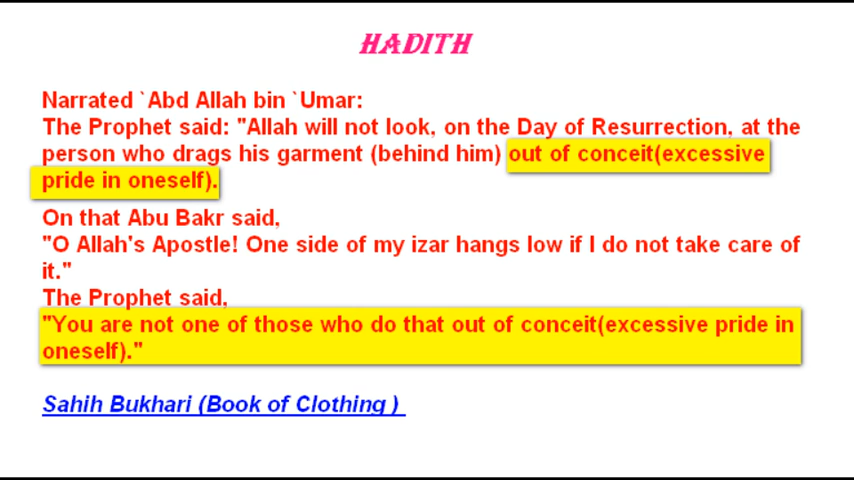 HADITH
Narrated `Abd Allah bin `Umar:
The Prophet said: "Allah will not look, on the Day of Resurrection, at the
person who drags his garment (behind him) out of conceit(excessive
pride in oneself).
On that Abu Bakr said,
"O Allah's Apostle! One side of my izar hangs low if I do not take care of
it."
The Prophet said,
"You are not one of those who do that out of conceit(excessive pride in
oneself)."
Sahih Bukhari (Book of Clothing )